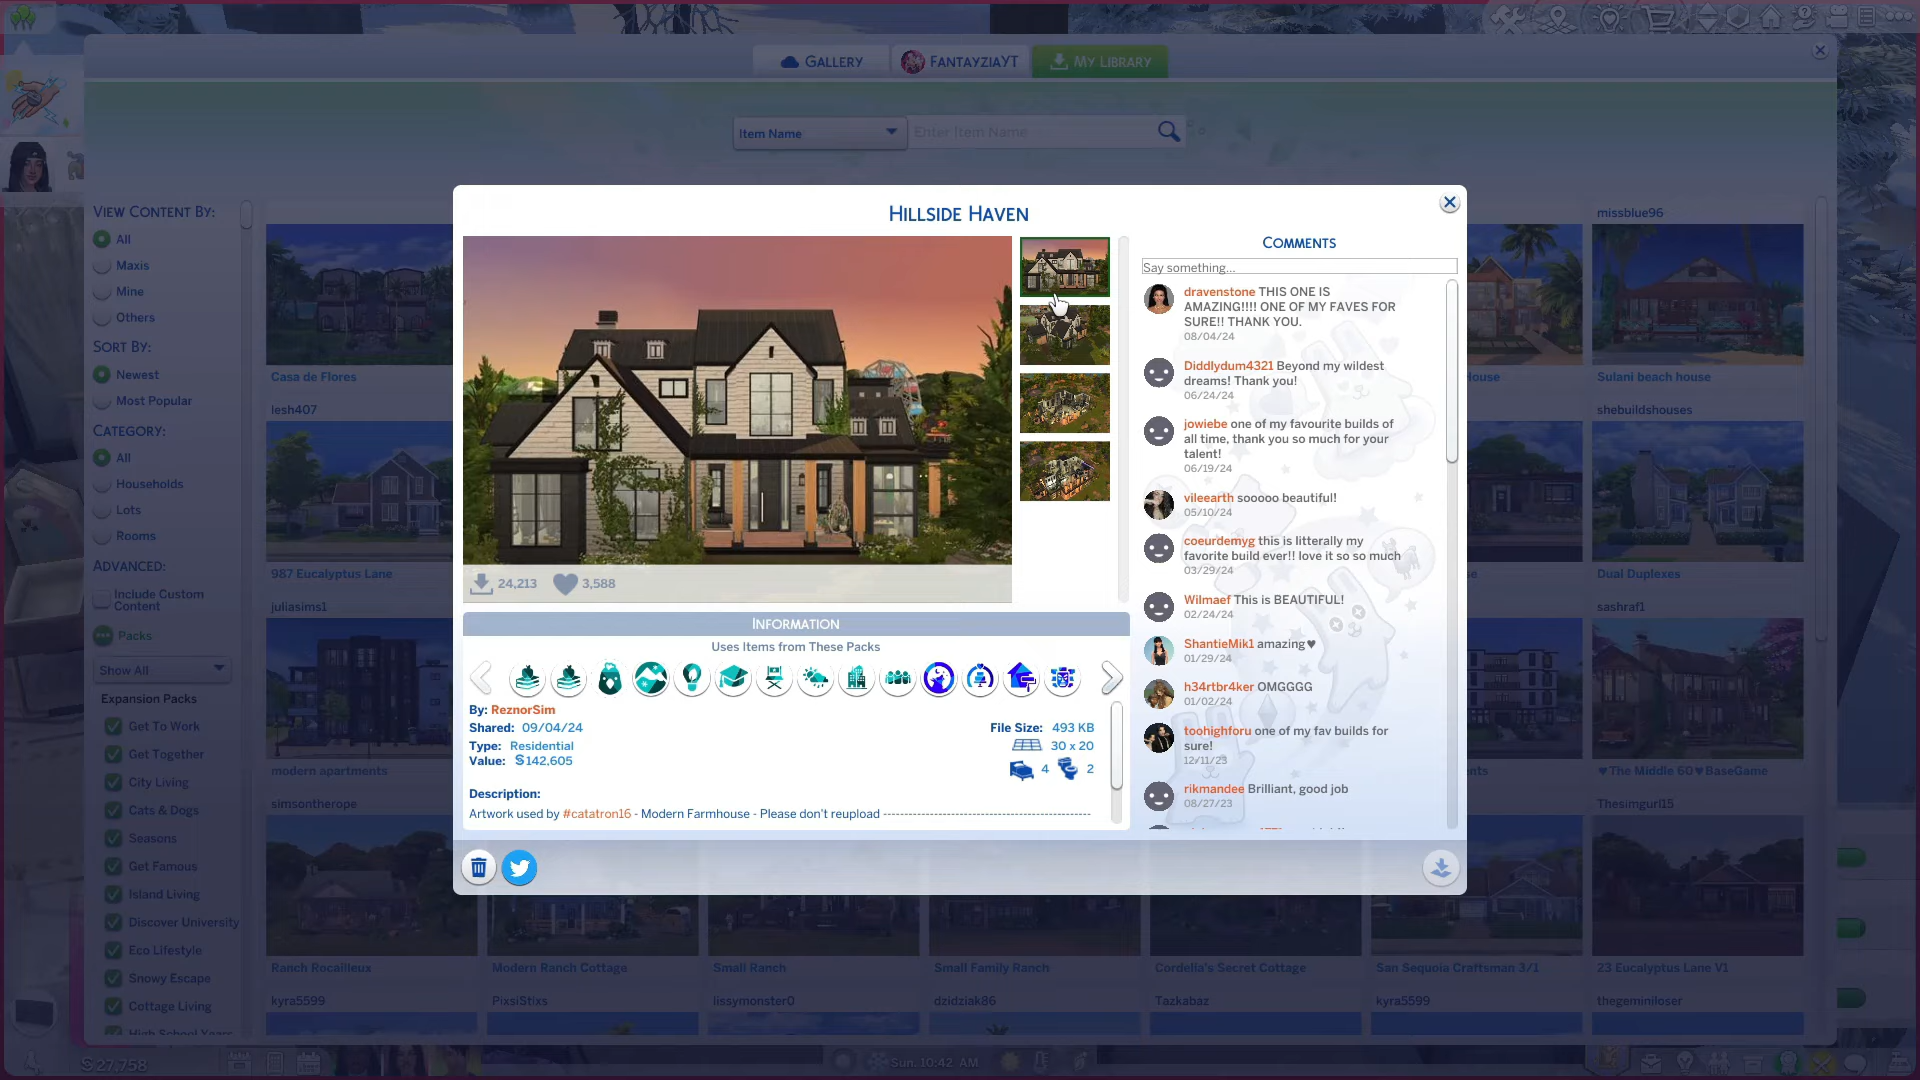 Gallery
FantayziaYT
My Library
Item Name
Enter Item Name
View Content By:
All
Maxis
Mine
Others
Sort By:
Newest
Most Popular
Category:
All
Households
Lots
Rooms
Advanced:
Include Custom
Content
Packs
Show All
Expansion Packs
Get To Work
Get Together
City Living
Cats & Dogs
Seasons
Get Famous
Island Living
Discover University
Eco Lifestyle
Snowy Escape
Cottage Living
High School Years
Casa de Flores
lesh407
987 Eucalyptus Lane
juliasims1
modern apartments
simsontherope
Hillside Haven
24,213
3,588
Information
Uses Items from These Packs
By: ReznorSim
Shared: 09/04/24
Type: Residential
Value: §142,605
File Size: 493 KB
30 x 20
4
2
Description:
Artwork used by #catatron16 - Modern Farmhouse - Please don't reupload ------------------------------------------------
Comments
Say something...
dravenstone THIS ONE IS
AMAZING!!!! ONE OF MY FAVES FOR
SURE!! THANK YOU.
08/04/24
Diddlydum4321 Beyond my wildest
dreams! Thank you!
06/24/24
jowiebe one of my favourite builds of
all time, thank you so much for your
talent!
06/19/24
vileearth sooooo beautiful!
05/10/24
coeurdemyg this is litterally my
favorite build ever!! love it so so much
03/29/24
Wilmaef This is BEAUTIFUL!
02/24/24
ShantieMik1 amazing♥
01/29/24
h34rtbr4ker OMGGGG
01/02/24
toohighforu one of my fav builds for
sure!
12/11/23
rikmandee Brilliant, good job
08/27/23
missblue96
House
Sulani beach house
shebuildshouses
Dual Duplexes
sashraf1
♥The Middle 60♥BaseGame
Thesimgurl15
Ranch Rocailleux
Modern Ranch Cottage
Small Ranch
Small Family Ranch
Cordelia's Secret Cottage
San Sequoia Craftsman 3/1
23 Eucalyptus Lane V1
kyra5599
PixsiStixs
lissymonster0
dzidziak86
Tazkabaz
kyra5599
thegeminiloser
§27,758
Sun. 10:42 AM